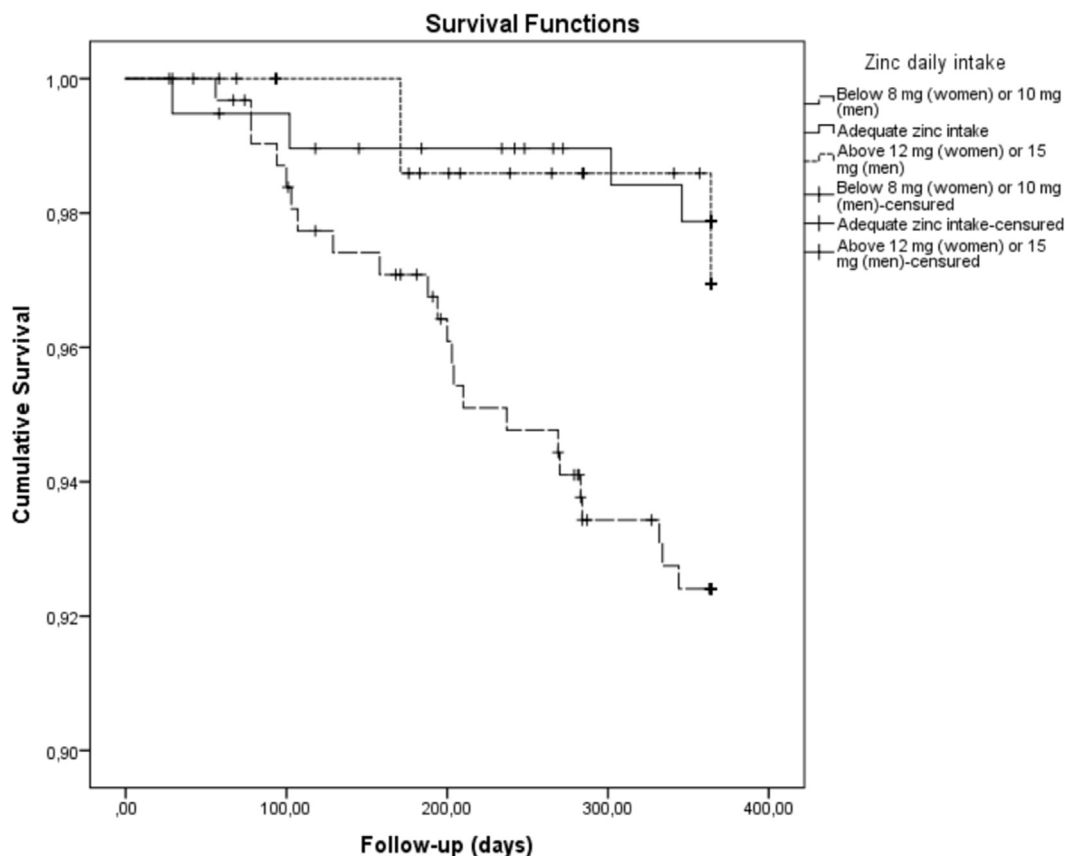 Survival Functions
Zinc daily intake
Below 8 mg (women) or 10 mg
(men)
Adequate zinc intake
Above 12 mg (women) or 15
mg (men)
Below 8 mg (women) or 10 mg
(men)-censured
Adequate zinc intake-censured
Above 12 mg (women) or 15
mg (men)-censured
Cumulative Survival
1,00
0,98
0,96
0,94
0,92
0,90
,00
100,00
200,00
300,00
400,00
Follow-up (days)